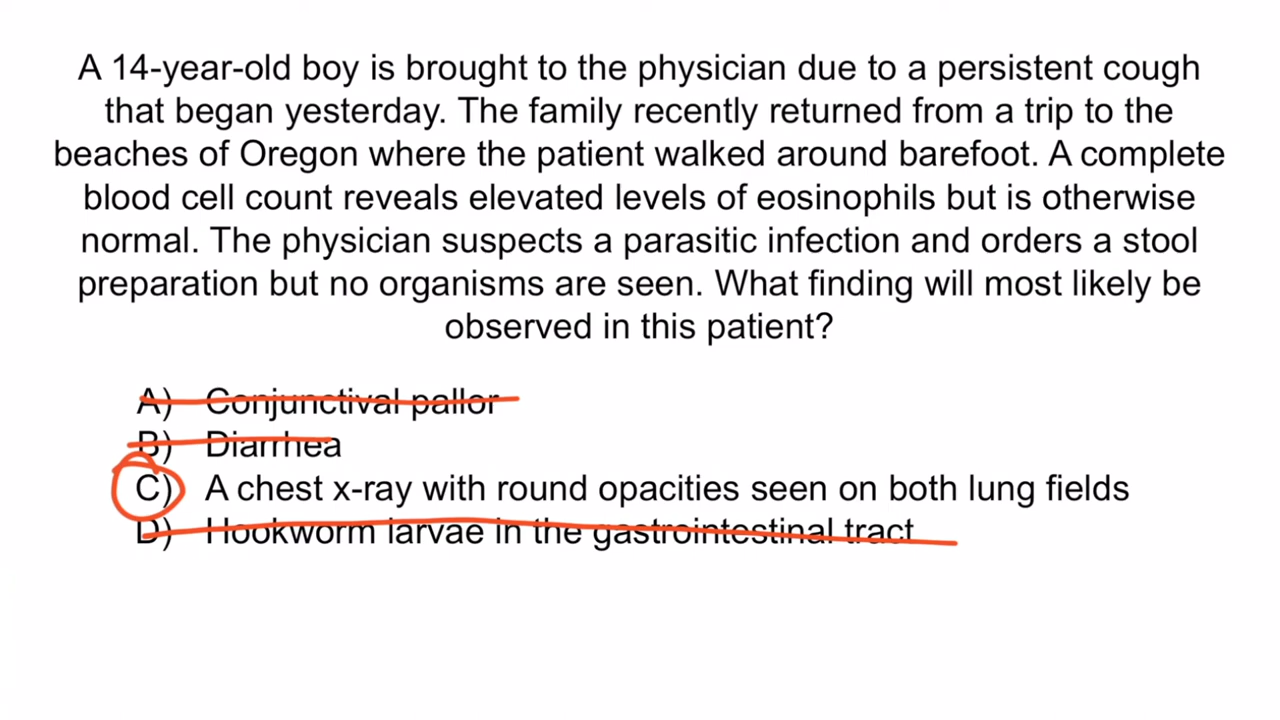 A 14-year-old boy is brought to the physician due to a persistent cough
that began yesterday. The family recently returned from a trip to the
beaches of Oregon where the patient walked around barefoot. A complete
blood cell count reveals elevated levels of eosinophils but is otherwise
normal. The physician suspects a parasitic infection and orders a stool
preparation but no organisms are seen. What finding will most likely be
observed in this patient?
A) Conjunctival pallor
B) Diarrhea
C) A chest x-ray with round opacities seen on both lung fields
D) Hookworm larvae in the gastrointestinal tract